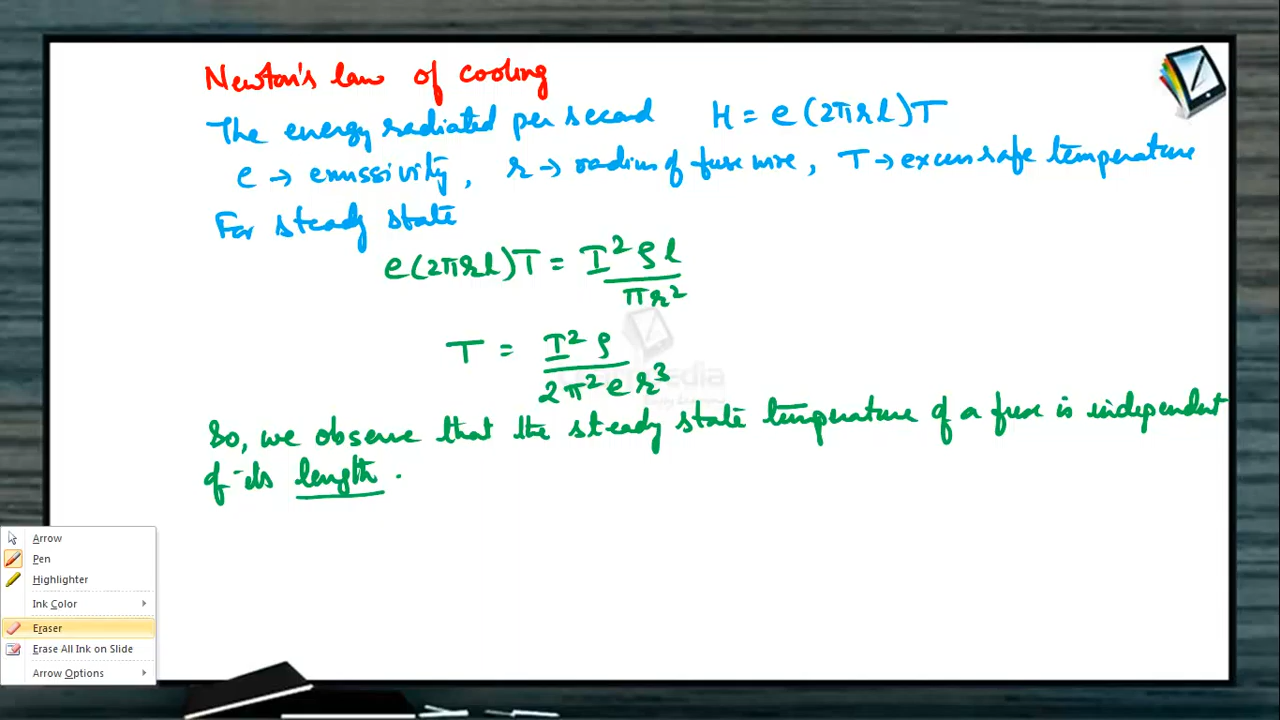 Newton's law of cooling
The energy radiated per second H = e(2πrl)T
e → emissivity, r → radius of fuse wire, T → excess safe temperature
For steady state
e(2πrl)T = I²ρl / πr²
T = I²ρ / 2π²er³
So, we observe that the steady state temperature of a fuse is independent
of its length.
Arrow
Pen
Highlighter
Ink Color
Eraser
Erase All Ink on Slide
Arrow Options